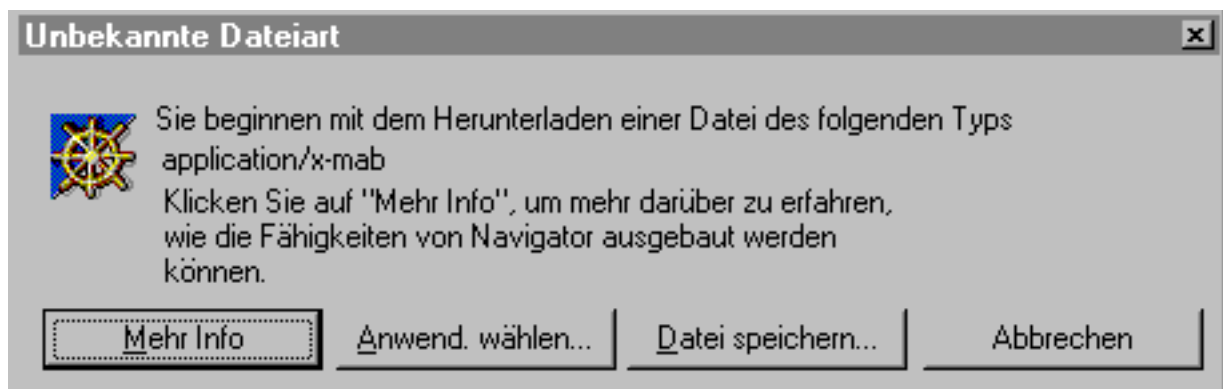 Unbekannte Dateiart
Sie beginnen mit dem Herunterladen einer Datei des folgenden Typs
application/x-mab
Klicken Sie auf "Mehr Info", um mehr darüber zu erfahren,
wie die Fähigkeiten von Navigator ausgebaut werden
können.
Mehr Info Anwend. wählen... Datei speichern... Abbrechen